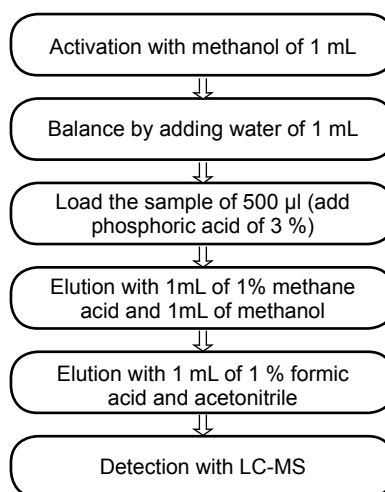 Activation with methanol of 1 mL
Balance by adding water of 1 mL
Load the sample of 500 µl (add
phosphoric acid of 3 %)
Elution with 1mL of 1% methane
acid and 1mL of methanol
Elution with 1 mL of 1 % formic
acid and acetonitrile
Detection with LC-MS